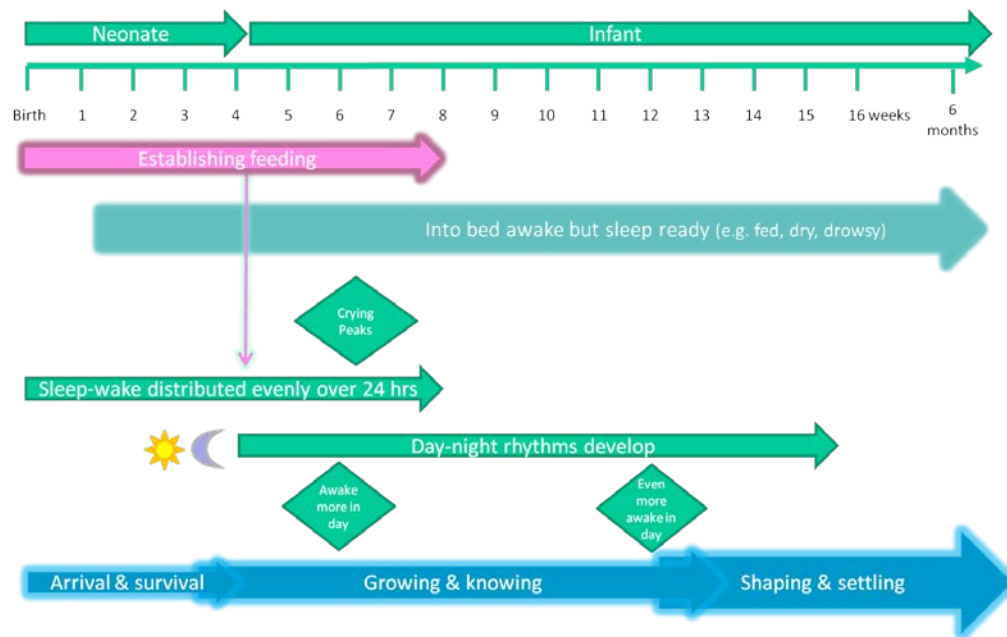 Neonate
Infant
Birth 1 2 3 4 5 6 7 8 9 10 11 12 13 14 15 16 weeks 6
months
Establishing feeding
Into bed awake but sleep ready (e.g. fed, dry, drowsy)
Crying
Peaks
Sleep-wake distributed evenly over 24 hrs
Day-night rhythms develop
Awake
more in
day
Even
more
awake in
day
Arrival & survival
Growing & knowing
Shaping & settling